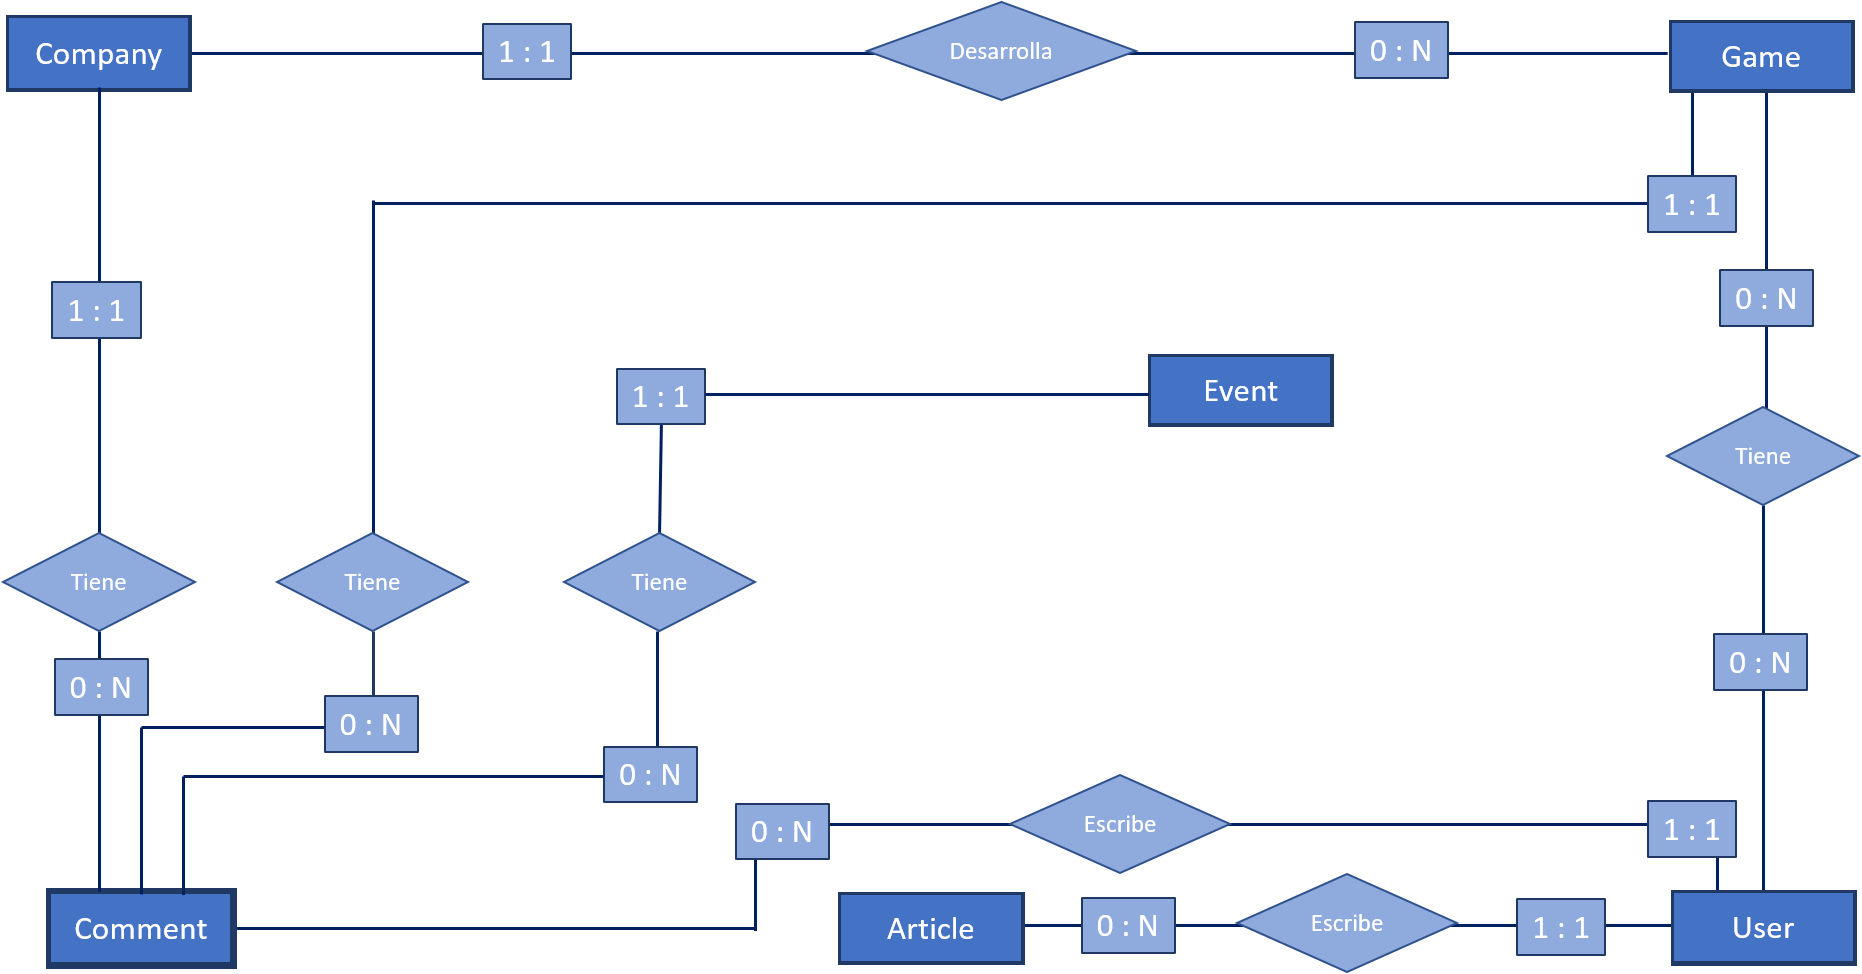 Company
1 : 1
Desarrolla
0 : N
Game
1 : 1
0 : N
1 : 1
1 : 1
Event
Tiene
Tiene
Tiene
Tiene
0 : N
0 : N
0 : N
0 : N
0 : N
Escribe
1 : 1
Comment
Article
0 : N
Escribe
1 : 1
User